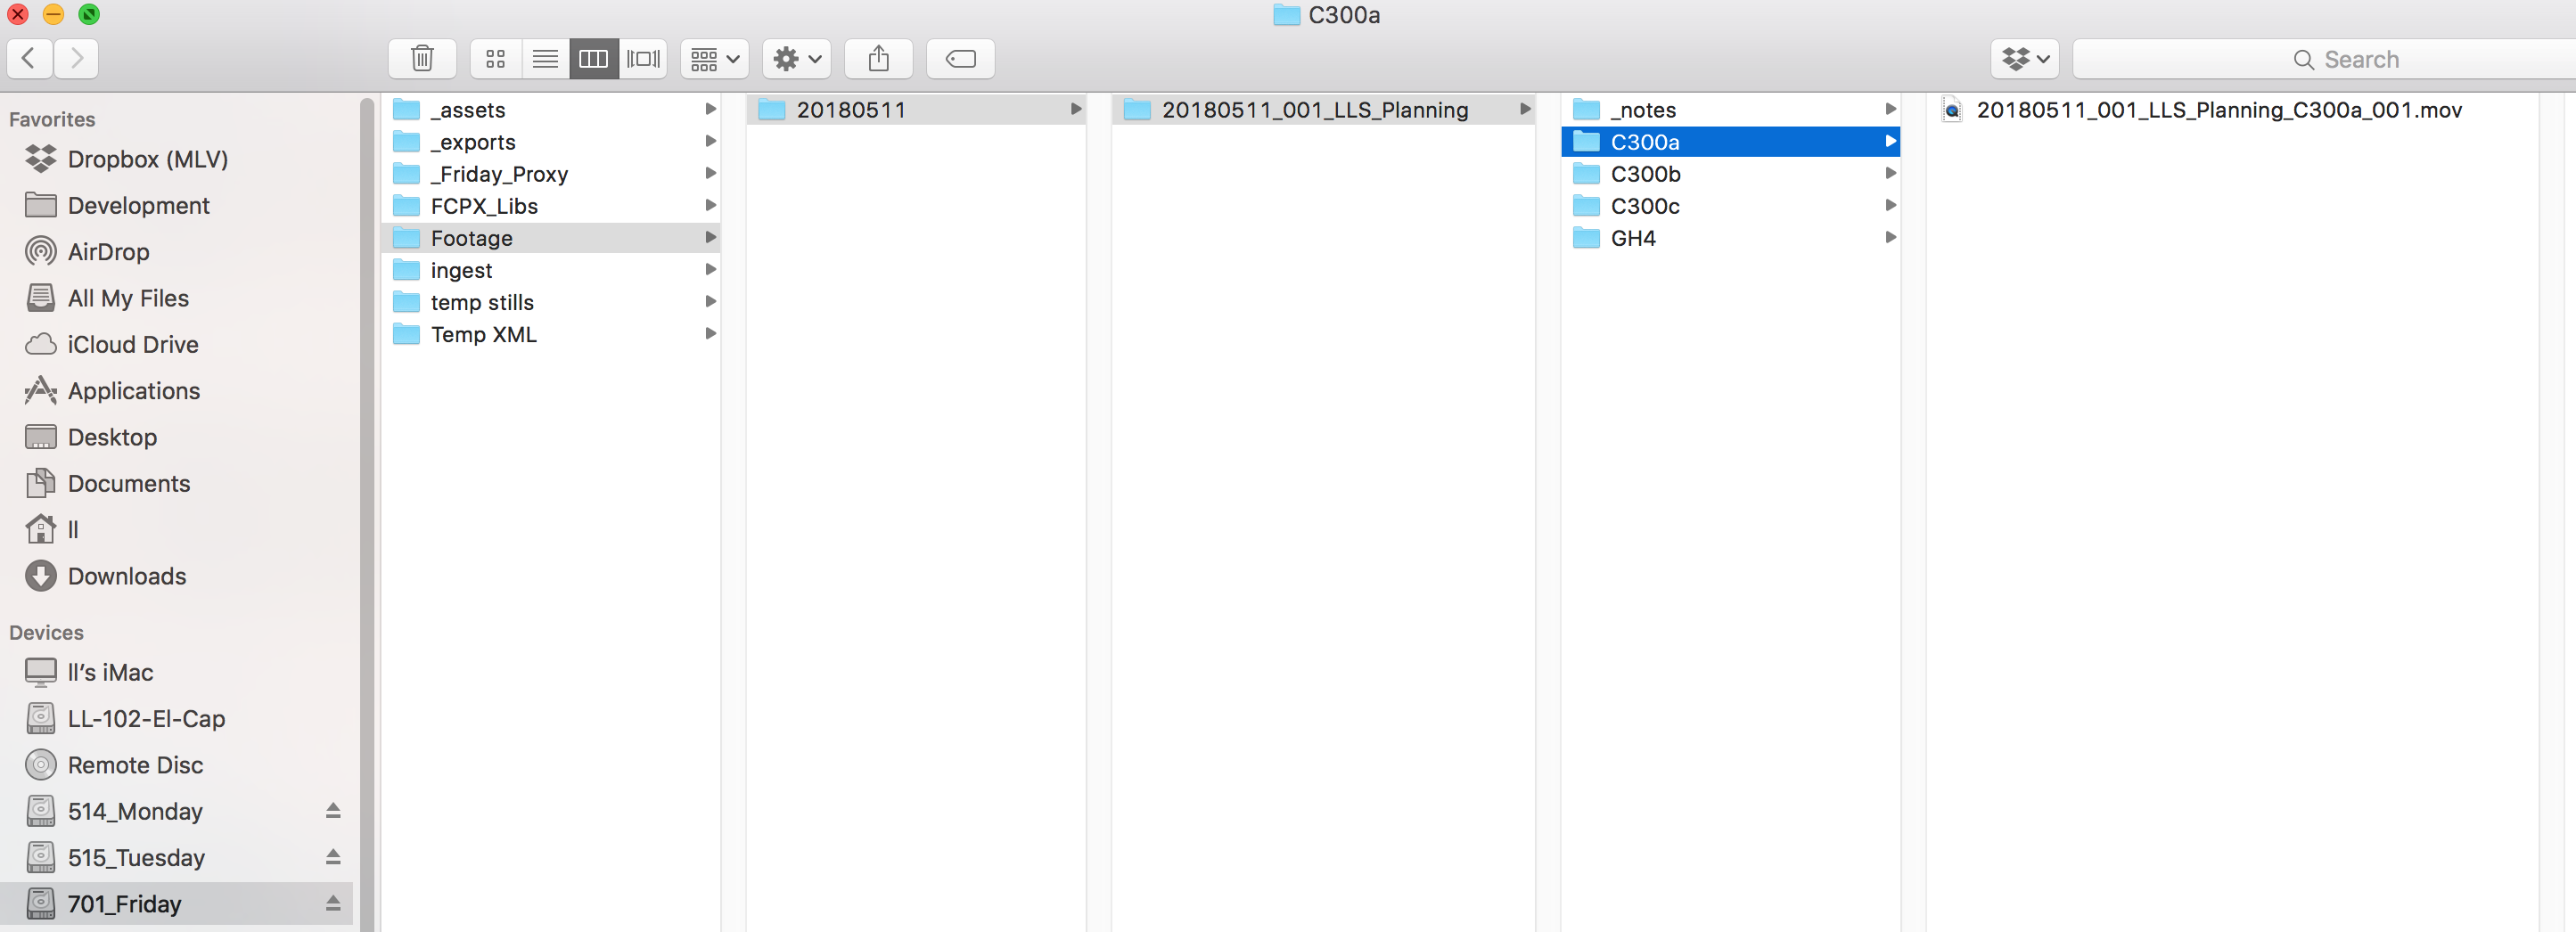 C300a
Search
Favorites
Dropbox (MLV)
Development
AirDrop
All My Files
iCloud Drive
Applications
Desktop
Documents
ll
Downloads
Devices
ll’s iMac
LL-102-El-Cap
Remote Disc
514_Monday
515_Tuesday
701_Friday
_assets
_exports
_Friday_Proxy
FCPX_Libs
Footage
ingest
temp stills
Temp XML
20180511
20180511_001_LLS_Planning
_notes
C300a
C300b
C300c
GH4
20180511_001_LLS_Planning_C300a_001.mov